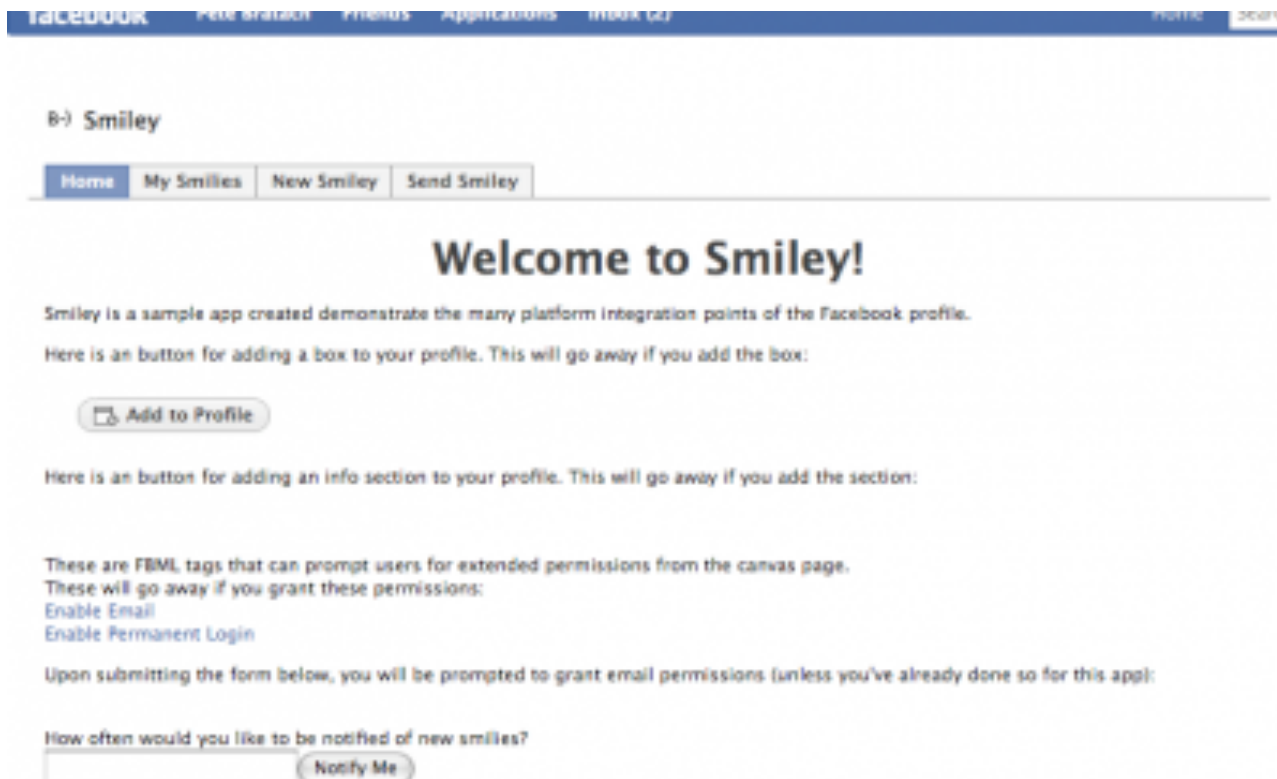 facebook Pete Bratach Friends Applications Inbox (2) Home Sear
B-) Smiley
Home My Smilies New Smiley Send Smiley
Welcome to Smiley!
Smiley is a sample app created demonstrate the many platform integration points of the Facebook profile.
Here is an button for adding a box to your profile. This will go away if you add the box:
Add to Profile
Here is an button for adding an info section to your profile. This will go away if you add the section:
These are FBML tags that can prompt users for extended permissions from the canvas page.
These will go away if you grant these permissions:
Enable Email
Enable Permanent Login
Upon submitting the form below, you will be prompted to grant email permissions (unless you've already done so for this app):
How often would you like to be notified of new smilies?
Notify Me